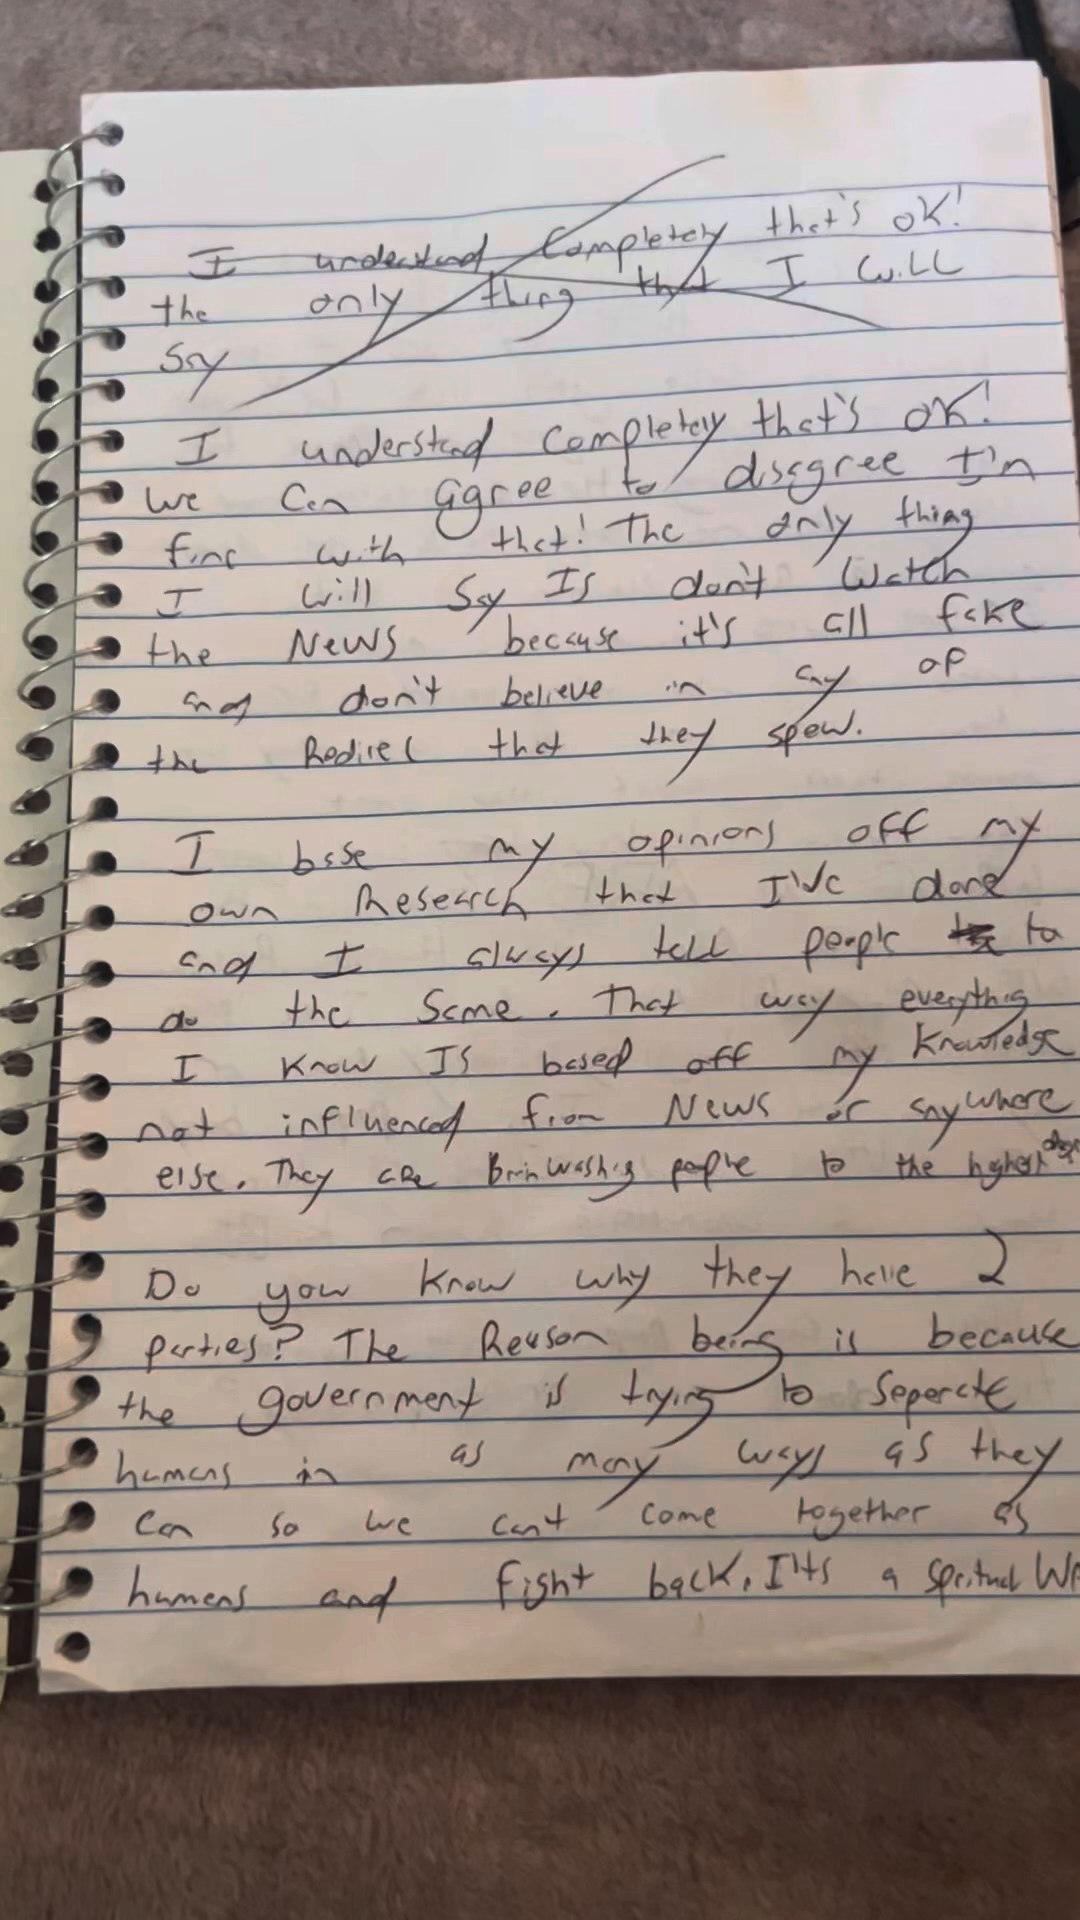 I understand Completely that's OK!
the only thing that I will
Say
I understand Completely that's OK!
We Can agree to disagree I'm
fine with that! The only thing
I will Say IS don't Watch
the News because it's all fake
and don't believe in any of
the that they spew.
I base my opinions off my
own Research that I've done
and I always tell people to
do the Same. That way everything
I Know IS based off my Knowledge
not influenced from News or anywhere
else. They are people to the highest
Do you Know why they have 2
parties? The Reason being is because
the government is trying to Seperate
humans in as many ways as they
Can so We can't come together as
humans and fight back. It's a